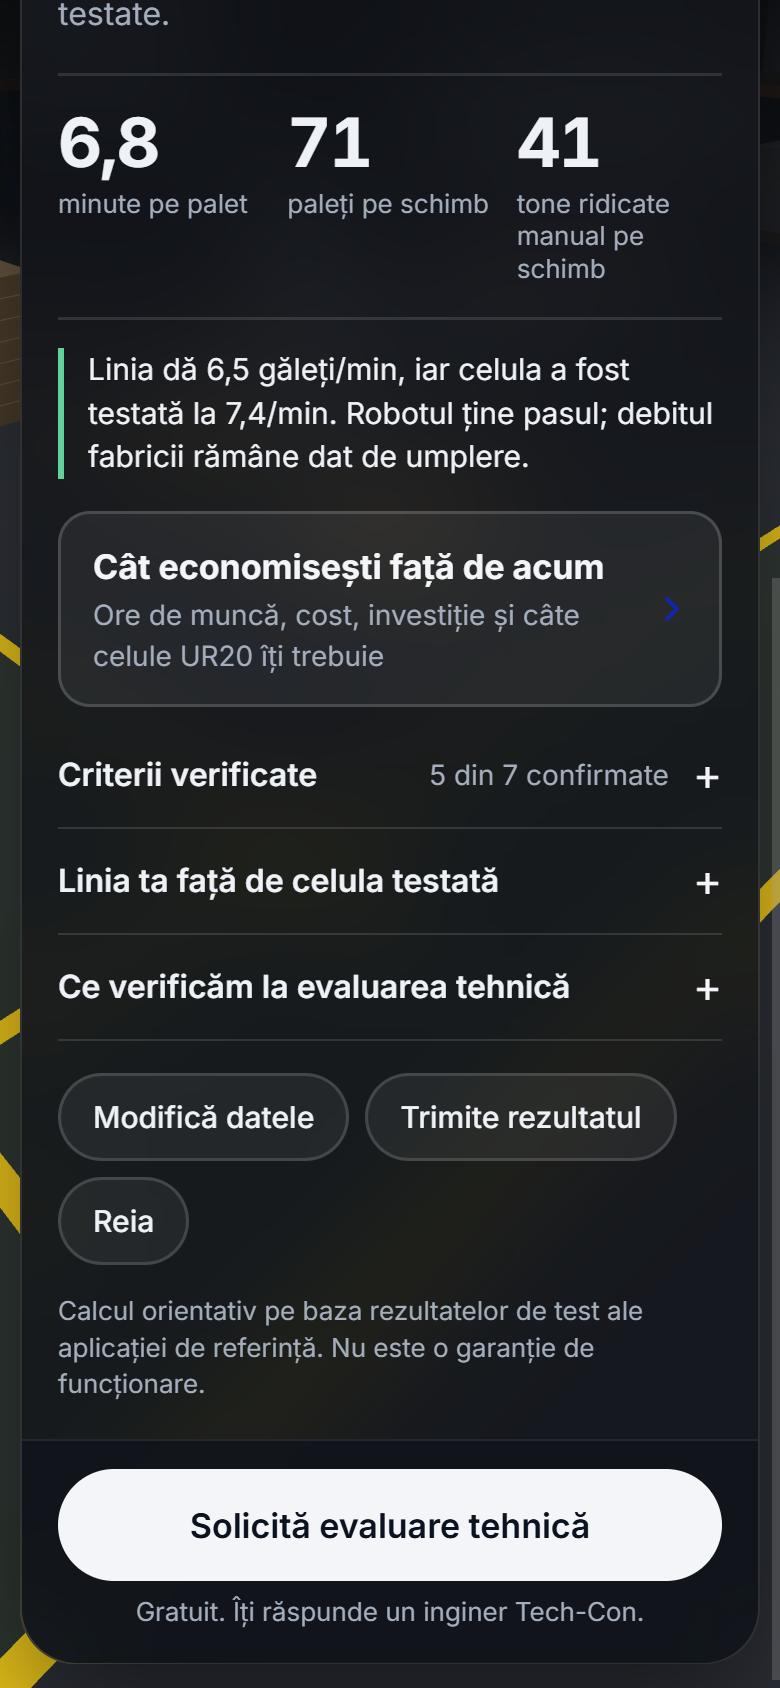 testate.
6,8
minute pe palet
71
paleți pe schimb
41
tone ridicate
manual pe
schimb
Linia dă 6,5 găleți/min, iar celula a fost
testată la 7,4/min. Robotul ține pasul; debitul
fabricii rămâne dat de umplere.
Cât economisești față de acum
Ore de muncă, cost, investiție și câte
celule UR20 îți trebuie
Criterii verificate 5 din 7 confirmate +
Linia ta față de celula testată +
Ce verificăm la evaluarea tehnică +
Modifică datele
Trimite rezultatul
Reia
Calcul orientativ pe baza rezultatelor de test ale
aplicației de referință. Nu este o garanție de
funcționare.
Solicită evaluare tehnică
Gratuit. Îți răspunde un inginer Tech-Con.